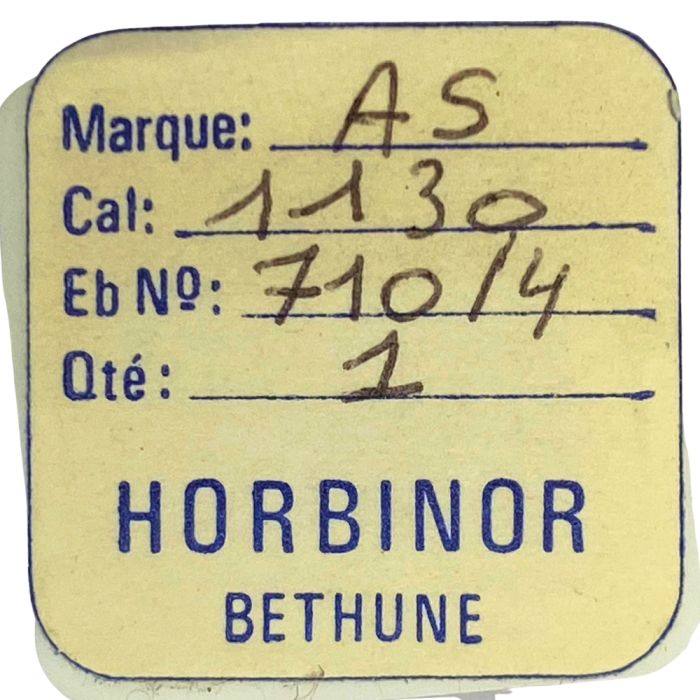 Marque: AS
Cal: 1130
Eb Nº: 710/4
Qté: 1
HORBINOR
BETHUNE